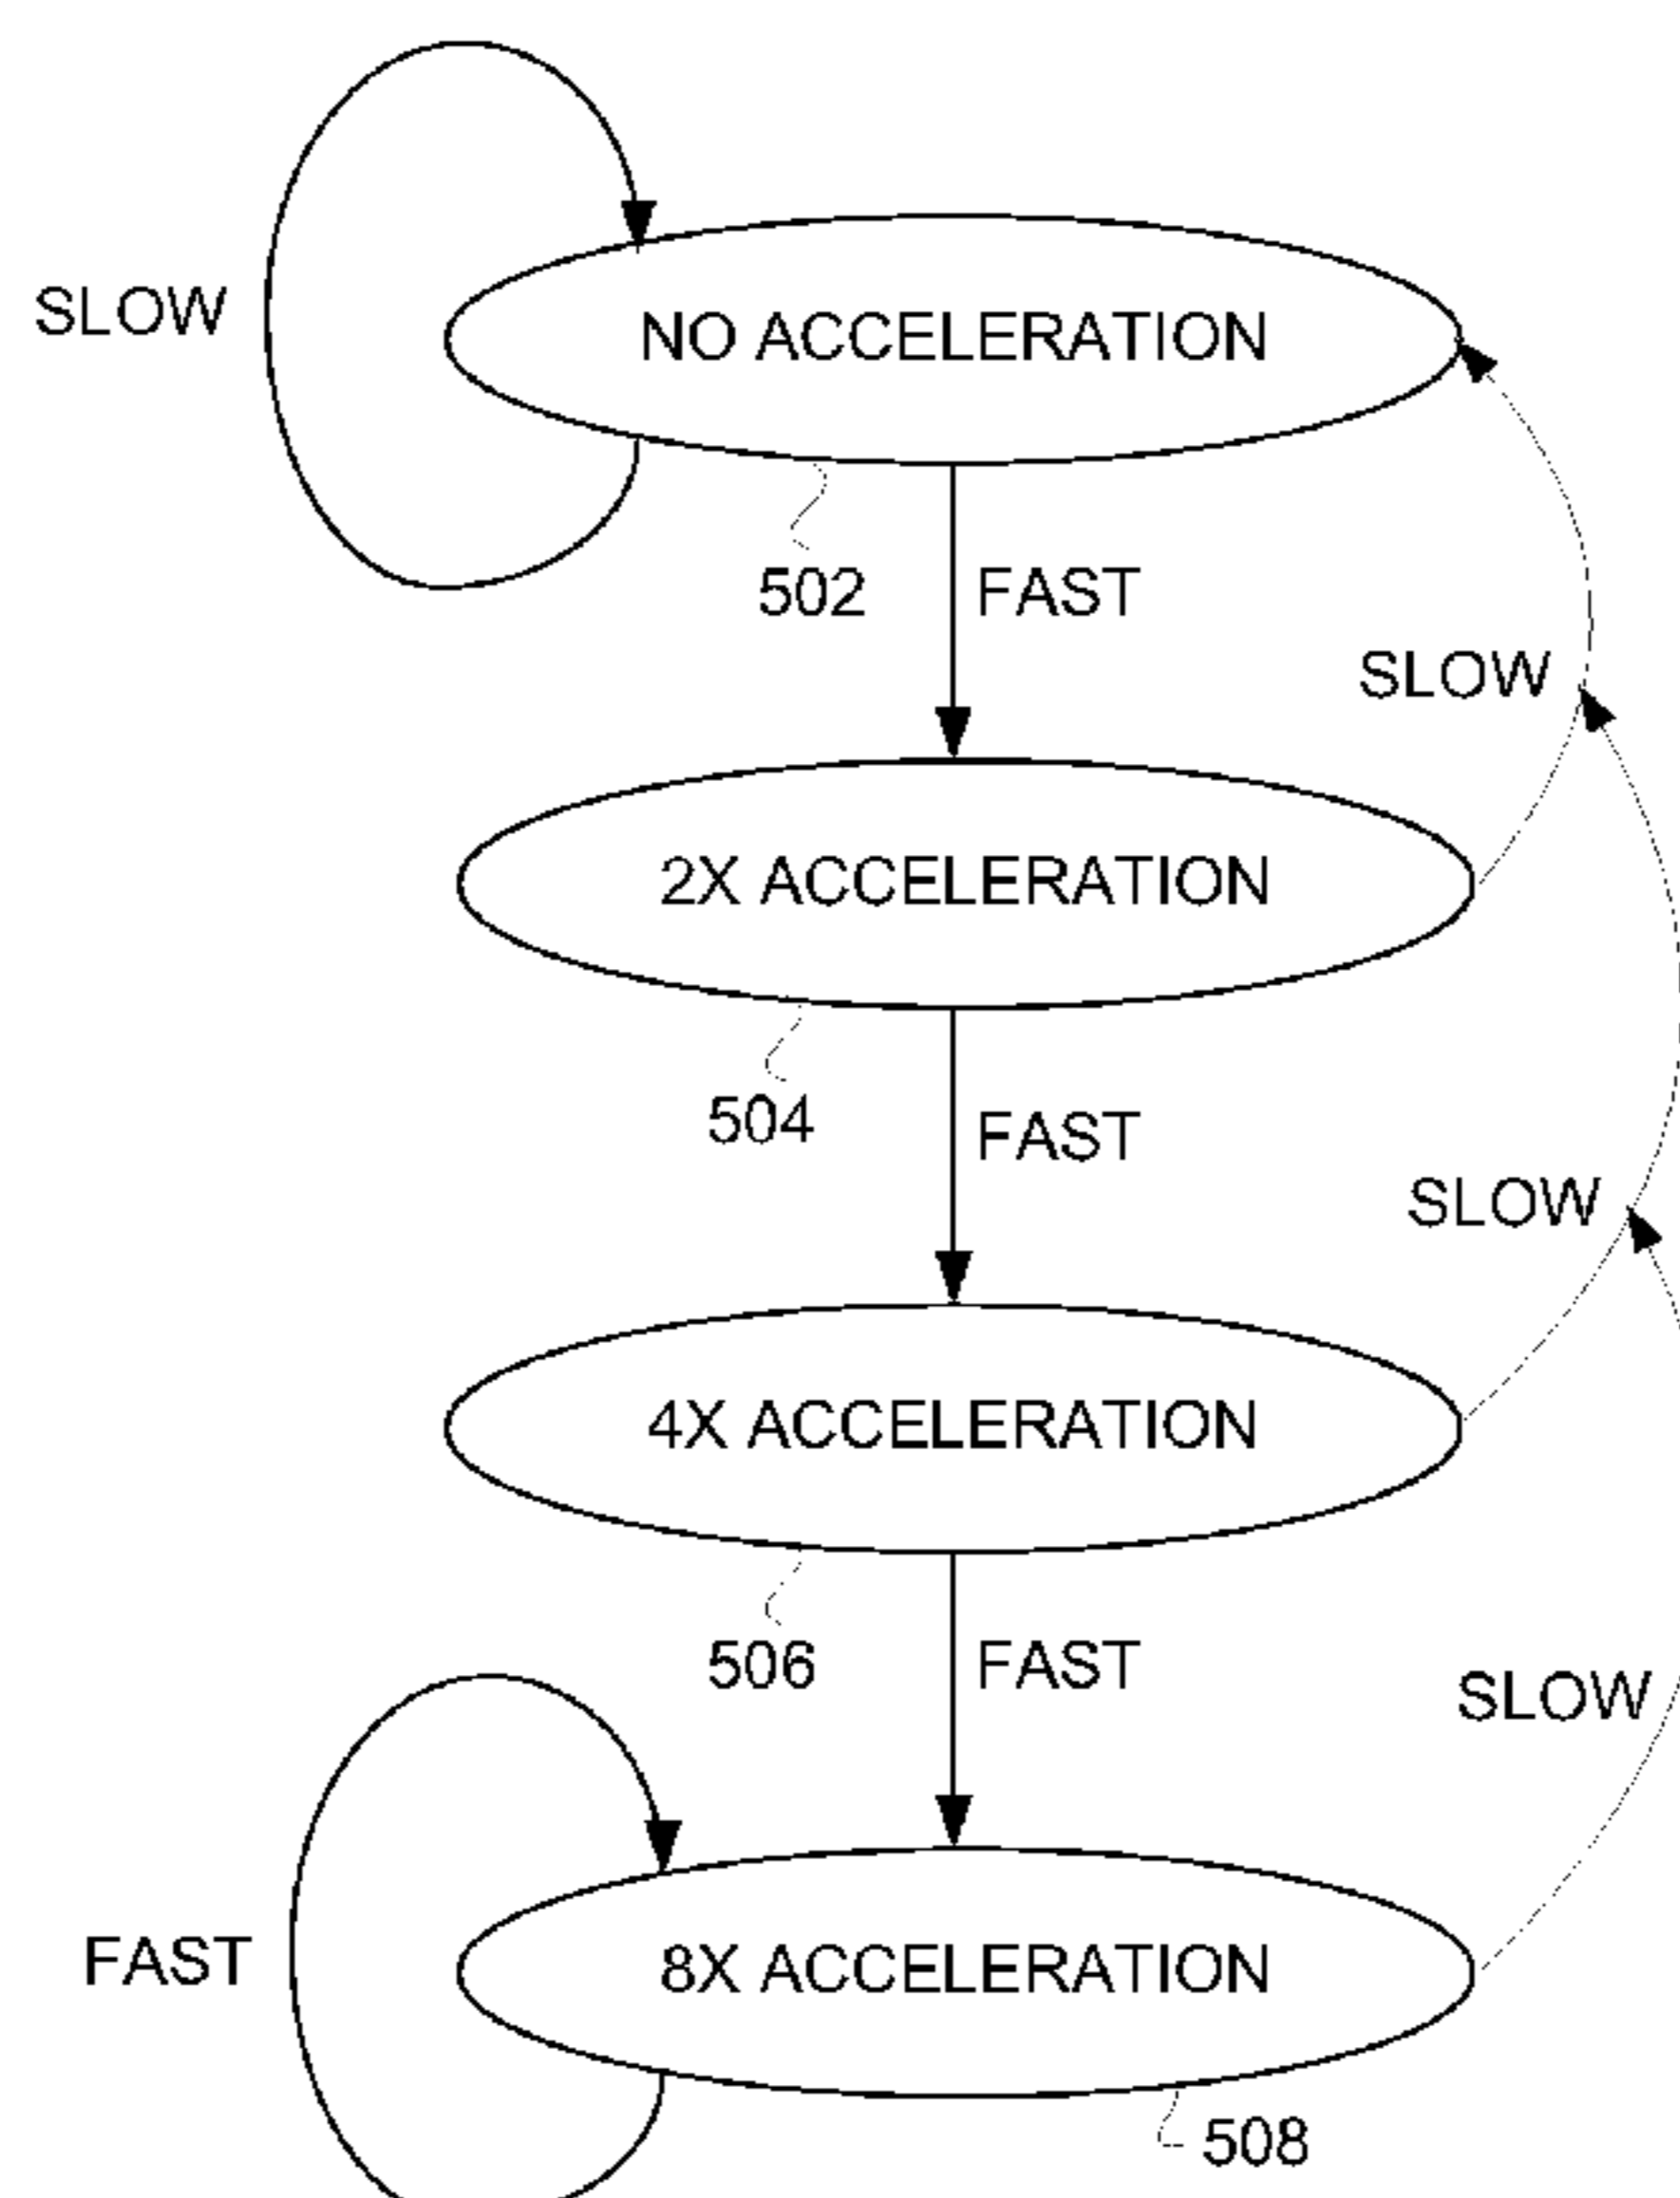 SLOW
NO ACCELERATION
502
FAST
SLOW
2X ACCELERATION
504
FAST
SLOW
4X ACCELERATION
506
FAST
SLOW
FAST
8X ACCELERATION
508